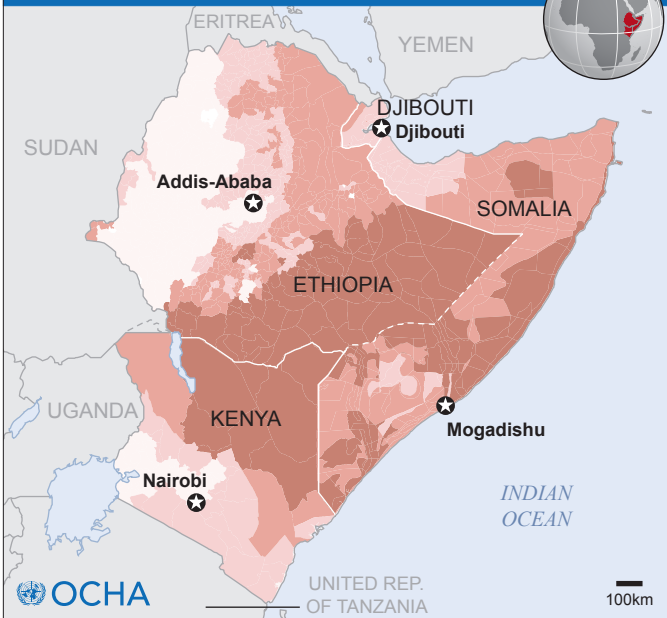 ERITREA
YEMEN
DJIBOUTI
Djibouti
SUDAN
Addis-Ababa
SOMALIA
ETHIOPIA
UGANDA
KENYA
Mogadishu
Nairobi
INDIAN
OCEAN
OCHA
UNITED REP.
OF TANZANIA
100km